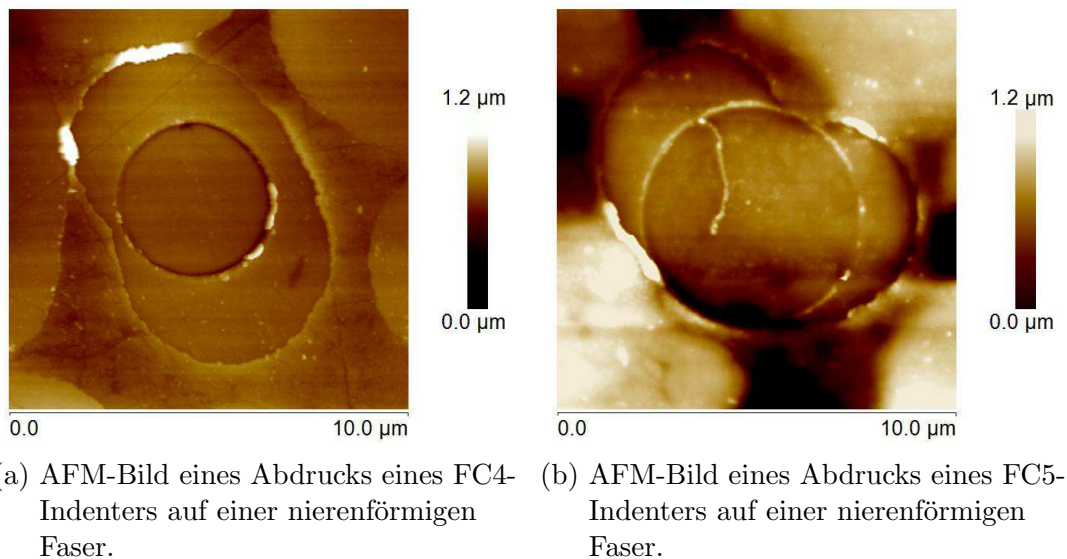 1.2 µm
1.2 µm
0.0 µm
0.0 µm
0.0
10.0 µm
0.0
10.0 µm
a) AFM-Bild eines Abdrucks eines FC4-
Indenters auf einer nierenförmigen
Faser.
(b) AFM-Bild eines Abdrucks eines FC5-
Indenters auf einer nierenförmigen
Faser.